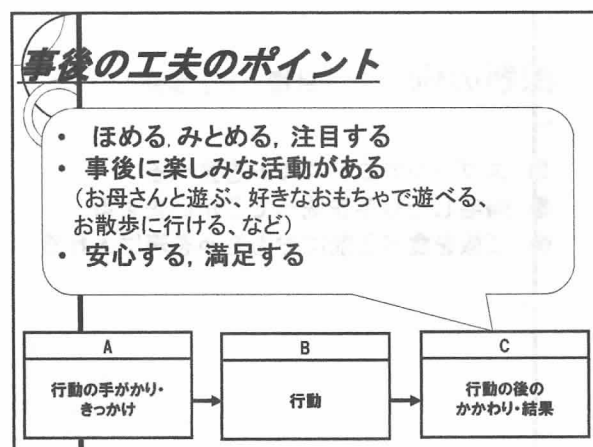 事後の工夫のポイント
• ほめる, みとめる, 注目する
• 事後に楽しみな活動がある
（お母さんと遊ぶ、好きなおもちゃで遊べる、
お散歩に行ける、など）
• 安心する, 満足する
A
行動の手がかり・
きっかけ
B
行動
C
行動の後の
かかわり・結果